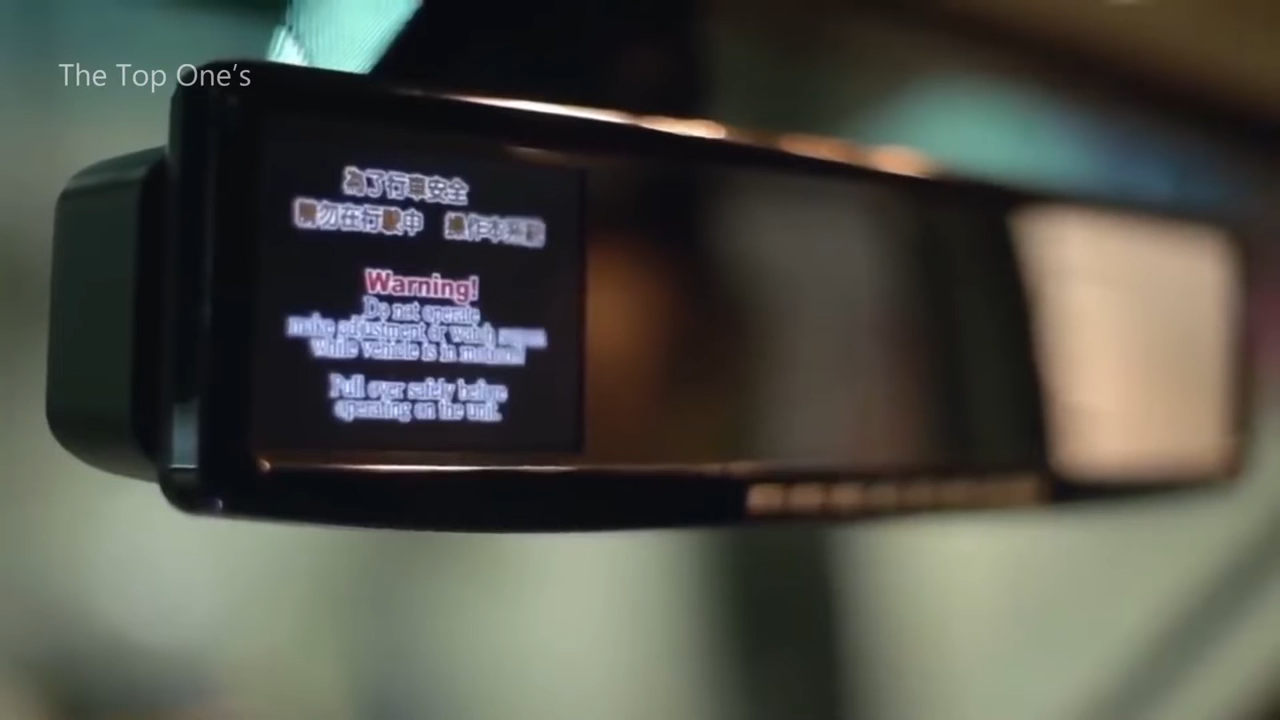 The Top One's
為了行車安全
請勿在行駛中 操作本系統
Warning!
Do not operate
make adjustment or watch
while vehicle is in motion
Pull over safely before
operating on the unit.